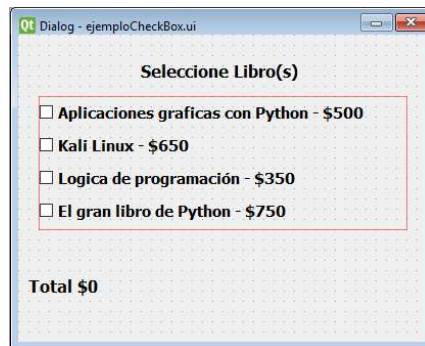 Qt Dialog - ejemploCheckBox.ui
Seleccione Libro(s)
Aplicaciones graficas con Python - $500
Kali Linux - $650
Logica de programación - $350
El gran libro de Python - $750
Total $0